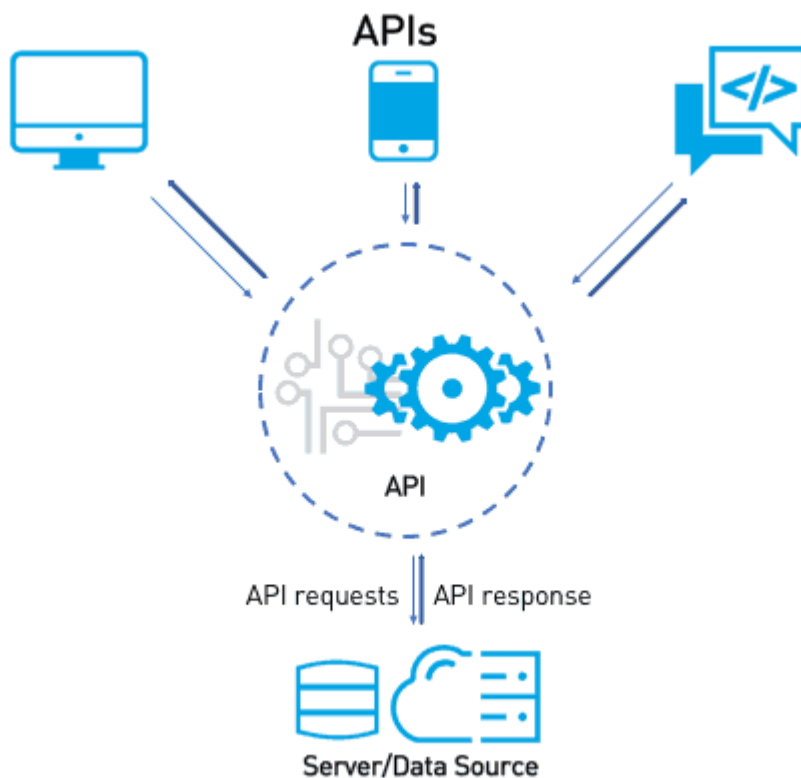 APIs
</>
API
API requests
API response
Server/Data Source